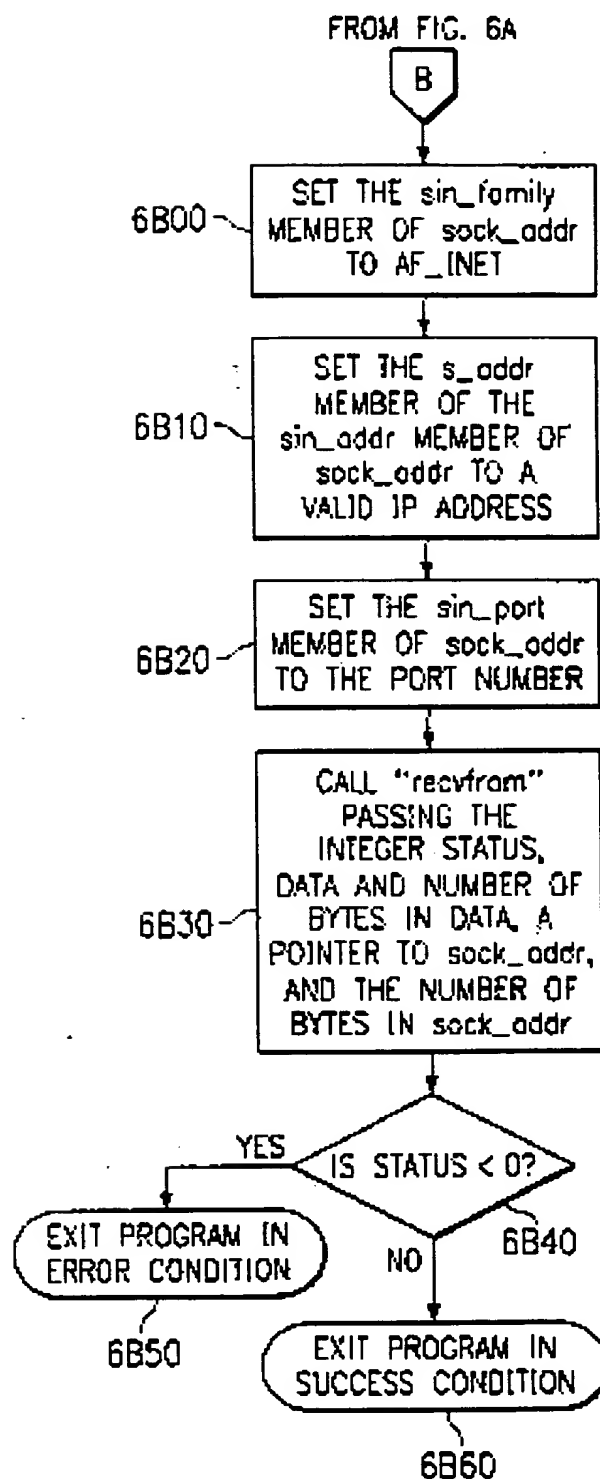 FROM FIG. 6A
B
6B00
SET THE sin_family
MEMBER OF sock_addr
TO AF_INET
6B10
SET THE s_addr
MEMBER OF THE
sin_addr MEMBER OF
sock_addr TO A
VALID IP ADDRESS
6B20
SET THE sin_port
MEMBER OF sock_addr
TO THE PORT NUMBER
6B30
CALL "recvfrom"
PASSING THE
INTEGER STATUS,
DATA AND NUMBER OF
BYTES IN DATA, A
POINTER TO sock_addr,
AND THE NUMBER OF
BYTES IN sock_addr
YES
IS STATUS < 0?
6B40
EXIT PROGRAM IN
ERROR CONDITION
6B50
NO
EXIT PROGRAM IN
SUCCESS CONDITION
6B60